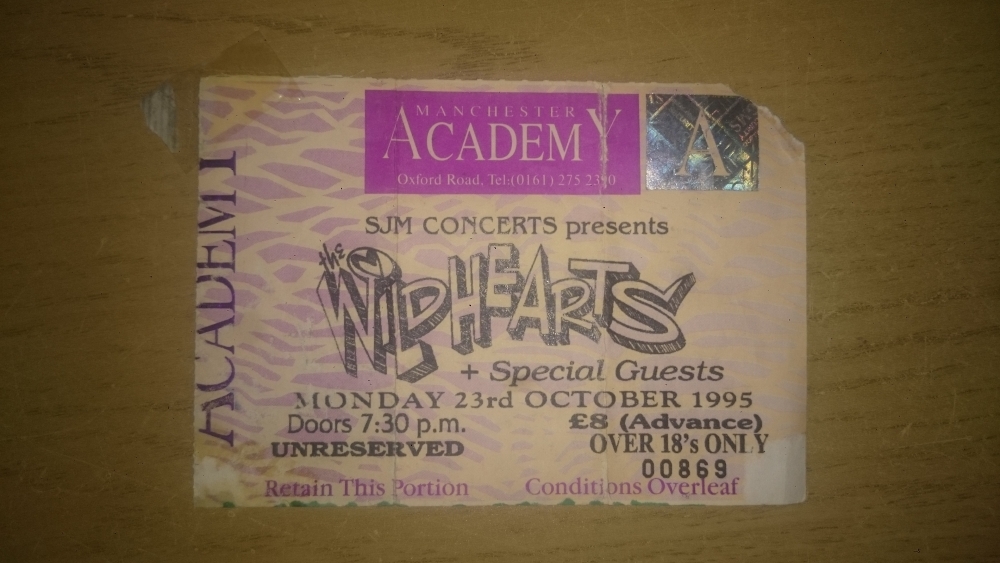 MANCHESTER
ACADEMY
Oxford Road, Tel:(0161) 275 2390
A
ACADEMY
SJM CONCERTS presents
the
WiLDHEARTS
+ Special Guests
MONDAY 23rd OCTOBER 1995
Doors 7:30 p.m.
£8 (Advance)
UNRESERVED
OVER 18's ONLY
00869
Retain This Portion
Conditions Overleaf